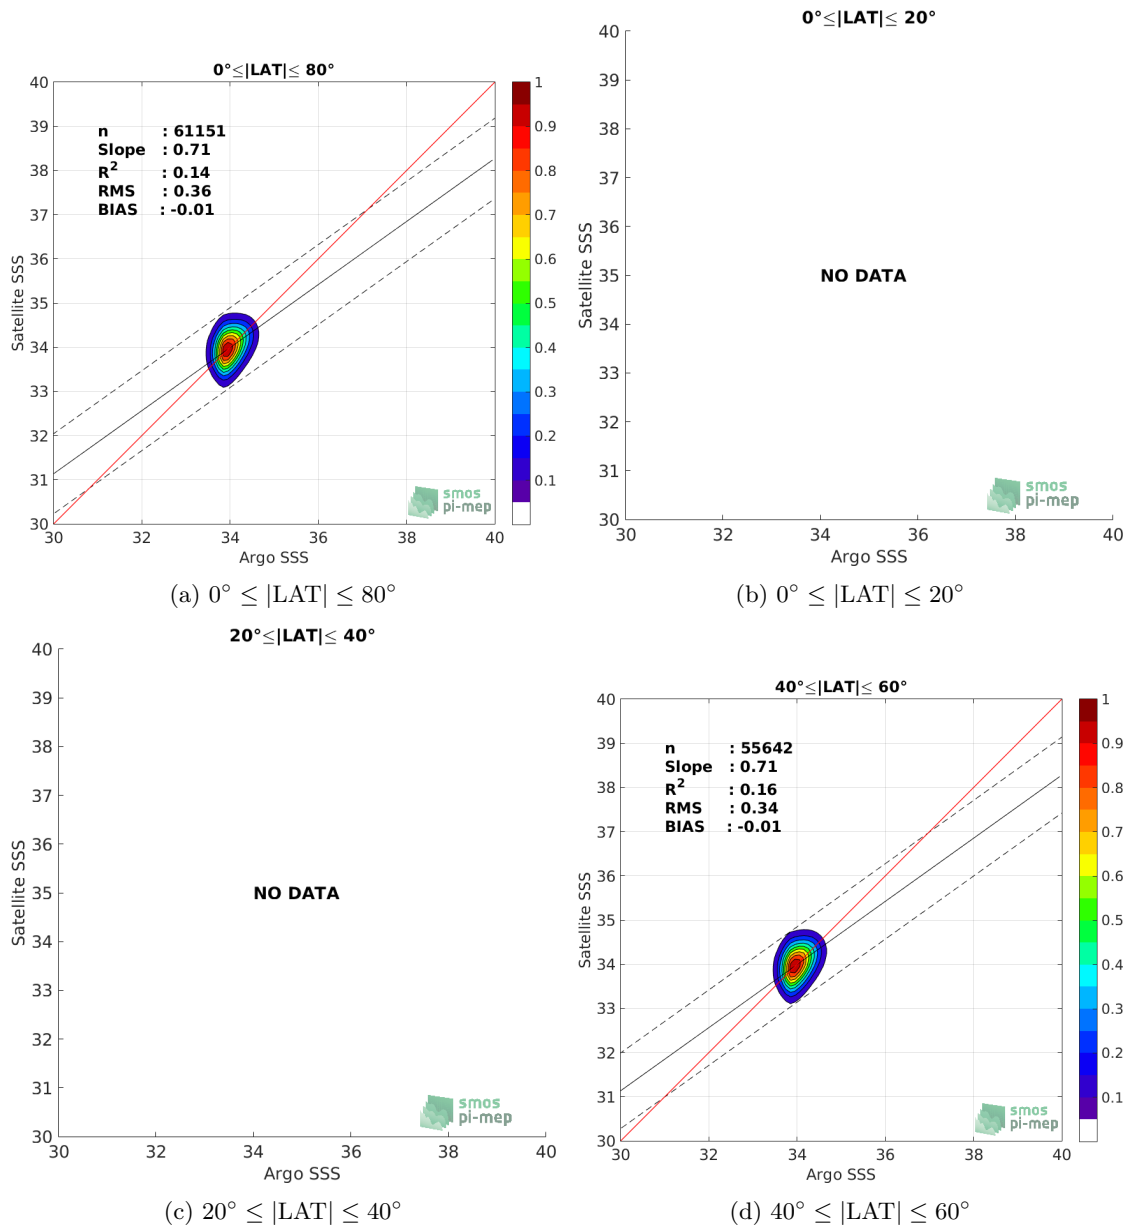 0°≤|LAT|≤ 80°
40
39
38
37
36
35
34
33
32
31
30
Satellite SSS
n : 61151
Slope : 0.71
R2 : 0.14
RMS : 0.36
BIAS : -0.01
smos
pi-mep
30 32 34 36 38 40
Argo SSS
1
0.9
0.8
0.7
0.6
0.5
0.4
0.3
0.2
0.1
(a) 0° ≤ |LAT| ≤ 80°
0°≤|LAT|≤ 20°
40
39
38
37
36
35
34
33
32
31
30
Satellite SSS
NO DATA
smos
pi-mep
30 32 34 36 38 40
Argo SSS
(b) 0° ≤ |LAT| ≤ 20°
20°≤|LAT|≤ 40°
40
39
38
37
36
35
34
33
32
31
30
Satellite SSS
NO DATA
smos
pi-mep
30 32 34 36 38 40
Argo SSS
(c) 20° ≤ |LAT| ≤ 40°
40°≤|LAT|≤ 60°
40
39
38
37
36
35
34
33
32
31
30
Satellite SSS
n : 55642
Slope : 0.71
R2 : 0.16
RMS : 0.34
BIAS : -0.01
smos
pi-mep
30 32 34 36 38 40
Argo SSS
1
0.9
0.8
0.7
0.6
0.5
0.4
0.3
0.2
0.1
(d) 40° ≤ |LAT| ≤ 60°